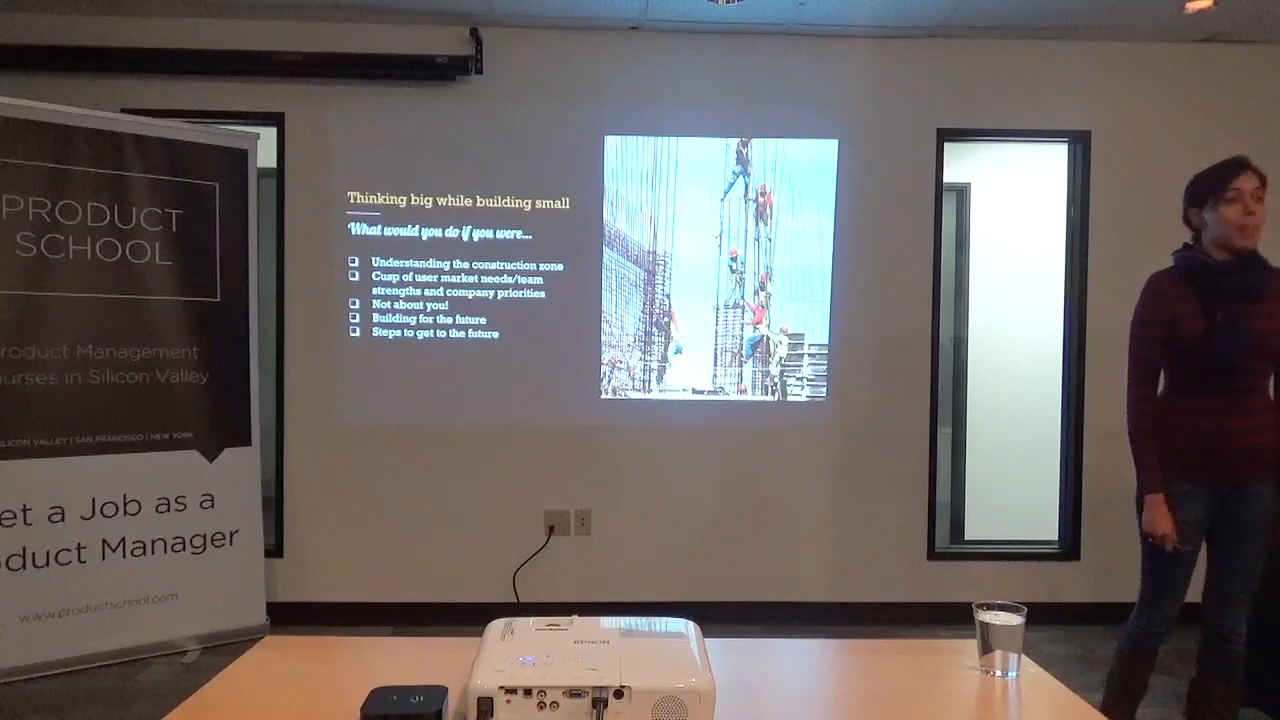 PRODUCT
SCHOOL
roduct Management
urses in Silicon Valley
SILICON VALLEY | SAN FRANCISCO | NEW YORK
et a Job as a
oduct Manager
www.productschool.com
Thinking big while building small
What would you do if you were...
Understanding the construction zone
Cusp of user market needs/team
strengths and company priorities
Not about you!
Building for the future
Steps to get to the future
EPSON